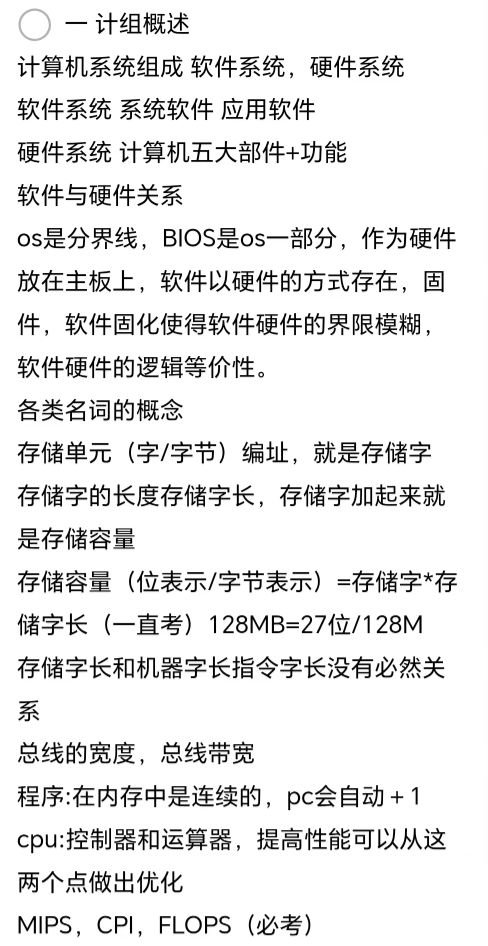 一 计组概述
计算机系统组成 软件系统，硬件系统
软件系统 系统软件 应用软件
硬件系统 计算机五大部件+功能
软件与硬件关系
os是分界线，BIOS是os一部分，作为硬件
放在主板上，软件以硬件的方式存在，固
件，软件固化使得软件硬件的界限模糊，
软件硬件的逻辑等价性。
各类名词的概念
存储单元（字/字节）编址，就是存储字
存储字的长度存储字长，存储字加起来就
是存储容量
存储容量（位表示/字节表示）=存储字*存
储字长（一直考）128MB=27位/128M
存储字长和机器字长指令字长没有必然关
系
总线的宽度，总线带宽
程序:在内存中是连续的，pc会自动＋1
cpu:控制器和运算器，提高性能可以从这
两个点做出优化
MIPS，CPI，FLOPS（必考）